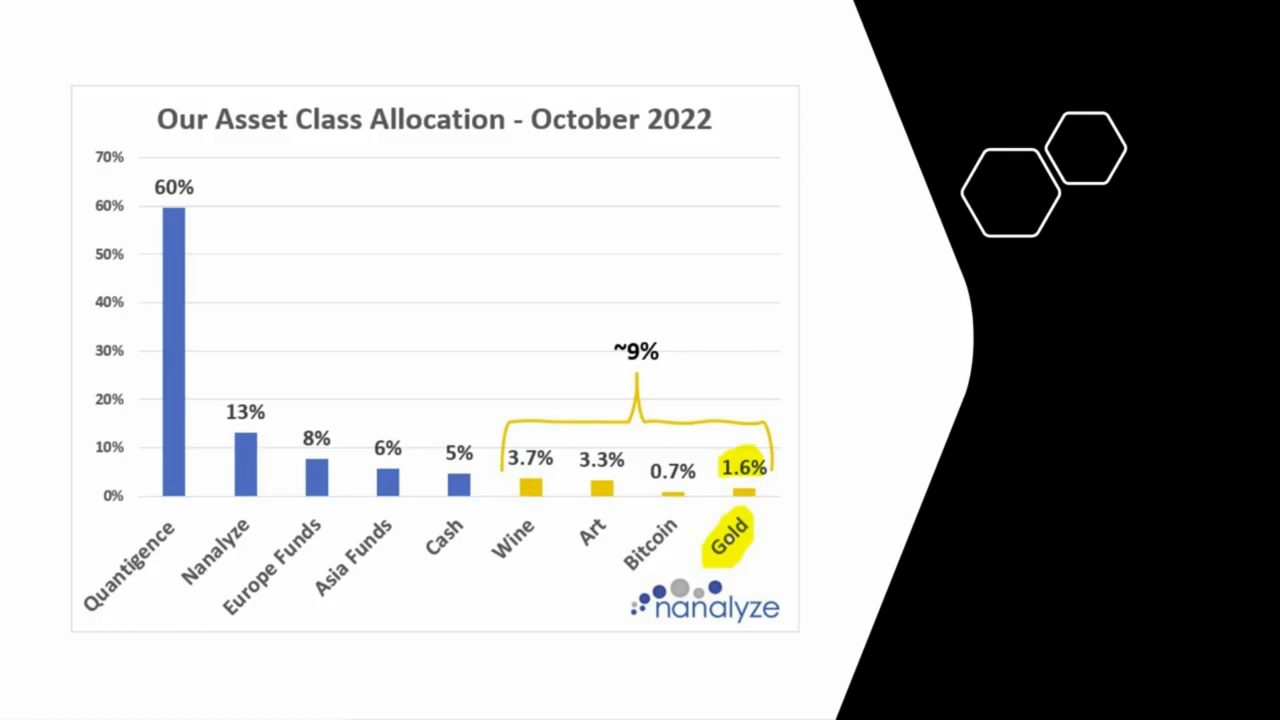 Our Asset Class Allocation - October 2022
70%
60%
50%
40%
30%
20%
10%
0%
60%
13%
8%
6%
5%
3.7%
3.3%
0.7%
1.6%
~9%
Quantigence
Nanalyze
Europe Funds
Asia Funds
Cash
Wine
Art
Bitcoin
Gold
nanalyze